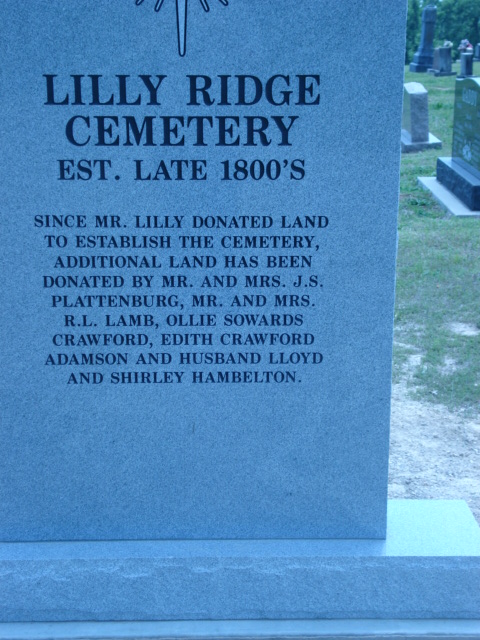 LILLY RIDGE
CEMETERY
EST. LATE 1800'S
SINCE MR. LILLY DONATED LAND
TO ESTABLISH THE CEMETERY,
ADDITIONAL LAND HAS BEEN
DONATED BY MR. AND MRS. J.S.
PLATTENBURG, MR. AND MRS.
R.L. LAMB, OLLIE SOWARDS
CRAWFORD, EDITH CRAWFORD
ADAMSON AND HUSBAND LLOYD
AND SHIRLEY HAMBELTON.